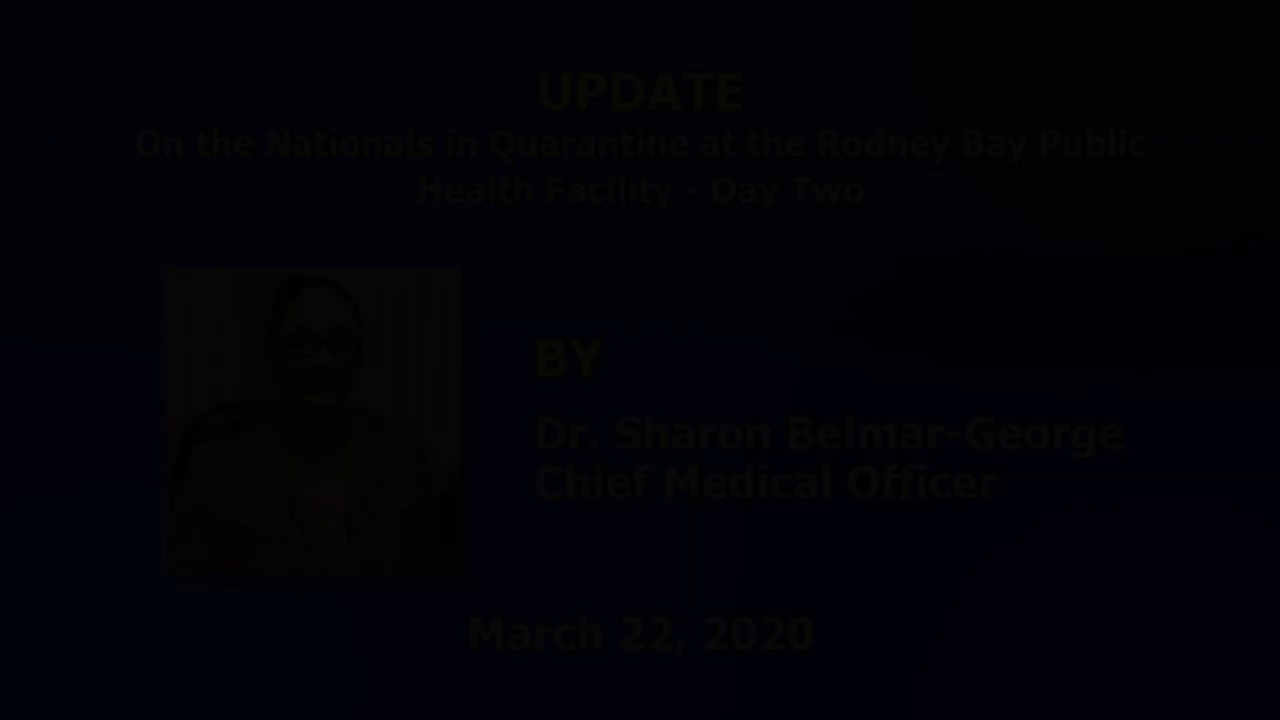 UPDATE
On the Nationals in Quarantine at the Rodney Bay Public
Health Facility - Day Two
BY
Dr. Sharon Belmar-George
Chief Medical Officer
March 22, 2020